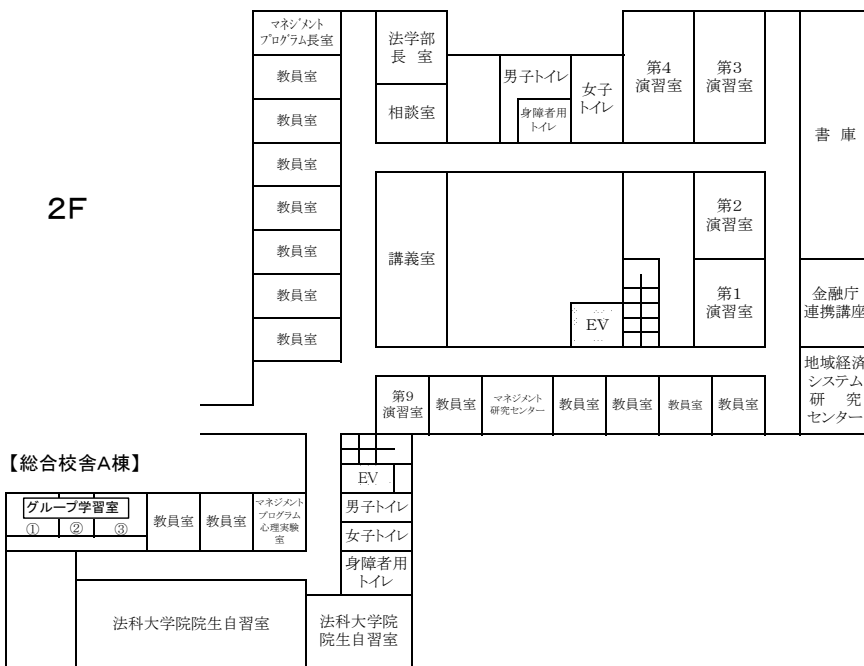 マネジメント
プログラム長室
教員室
教員室
教員室
教員室
教員室
教員室
教員室
法学部
長 室
相談室
男子トイレ
身障者用
トイレ
女子
トイレ
第4
演習室
第3
演習室
書 庫
2F
講義室
EV
第2
演習室
第1
演習室
金融庁
連携講座
地域経済
システム
研 究
センター
第9
演習室
教員室
マネジメント
研究センター
教員室
教員室
教員室
教員室
【総合校舎A棟】
EV
グループ学習室
① ② ③
教員室
教員室
マネジメント
プログラム
心理実験
室
男子トイレ
女子トイレ
身障者用
トイレ
法科大学院院生自習室
法科大学院
院生自習室